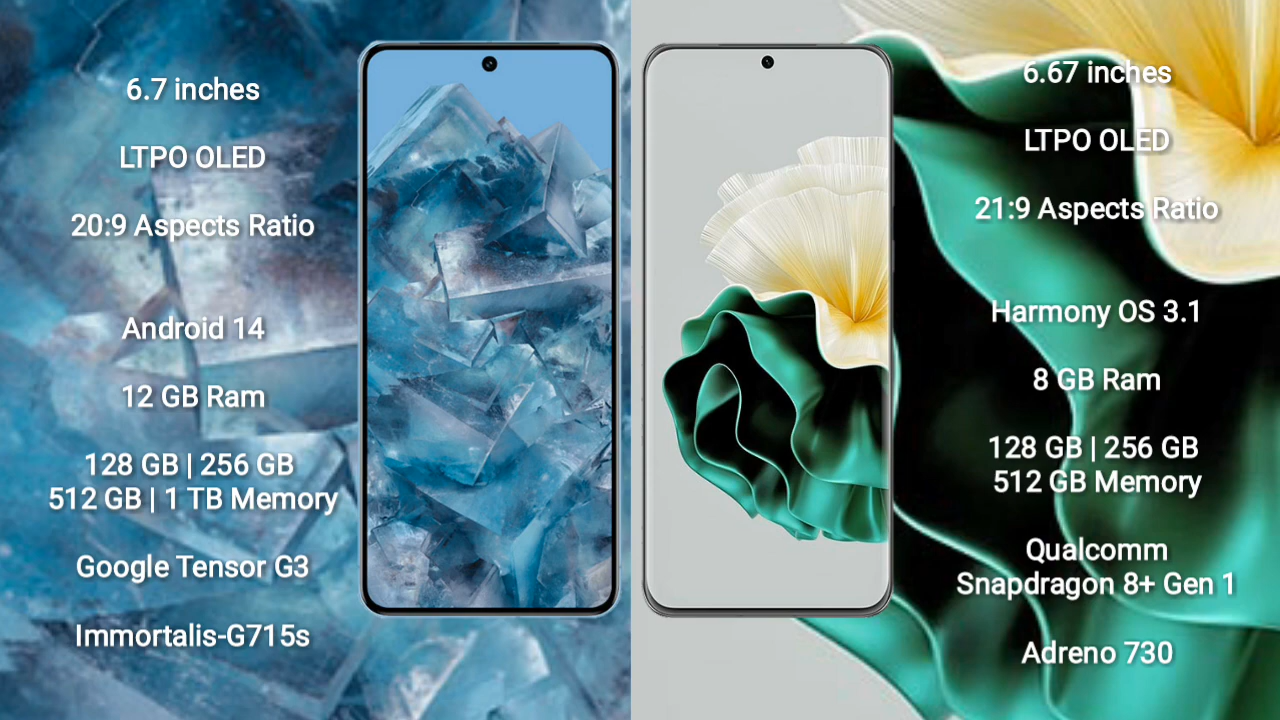 6.7 inches
LTPO OLED
20:9 Aspects Ratio
Android 14
12 GB Ram
128 GB | 256 GB
512 GB | 1 TB Memory
Google Tensor G3
Immortalis-G715s
6.67 inches
LTPO OLED
21:9 Aspects Ratio
Harmony OS 3.1
8 GB Ram
128 GB | 256 GB
512 GB Memory
Qualcomm
Snapdragon 8+ Gen 1
Adreno 730